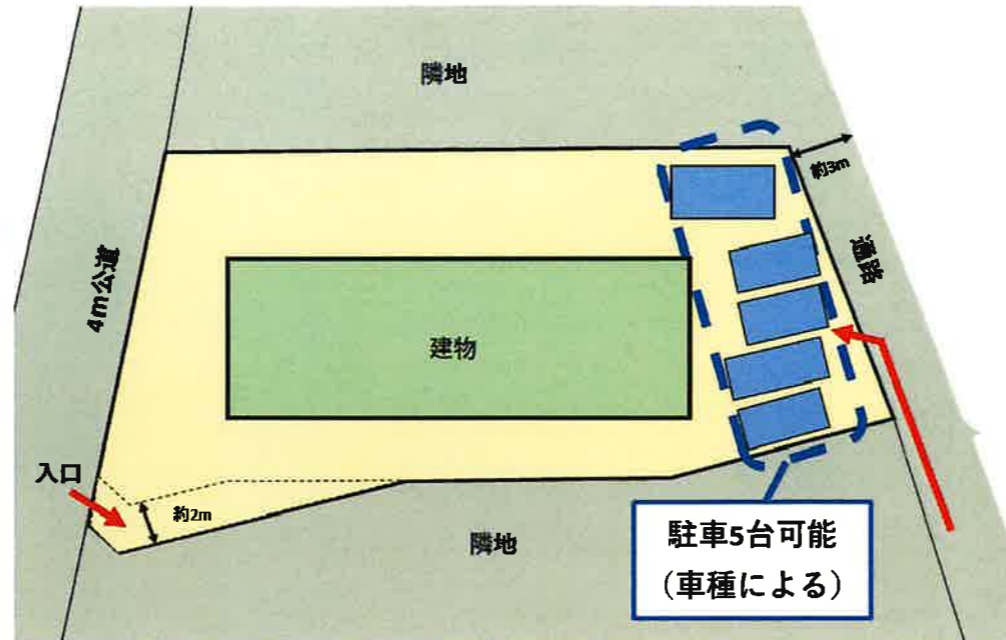 隣地
約3m
通路
4m公道
建物
入口
約2m
隣地
駐車5台可能
（車種による）